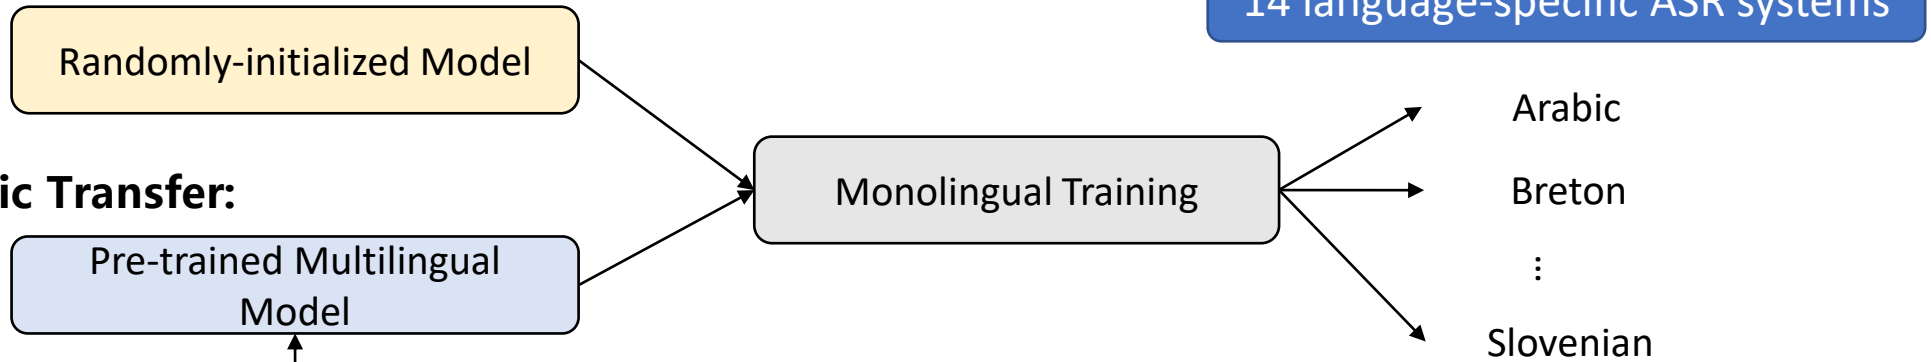 14 language-specific ASR systems
Randomly-initialized Model
ic Transfer:
Pre-trained Multilingual
Model
Monolingual Training
Arabic
Breton
...
Slovenian